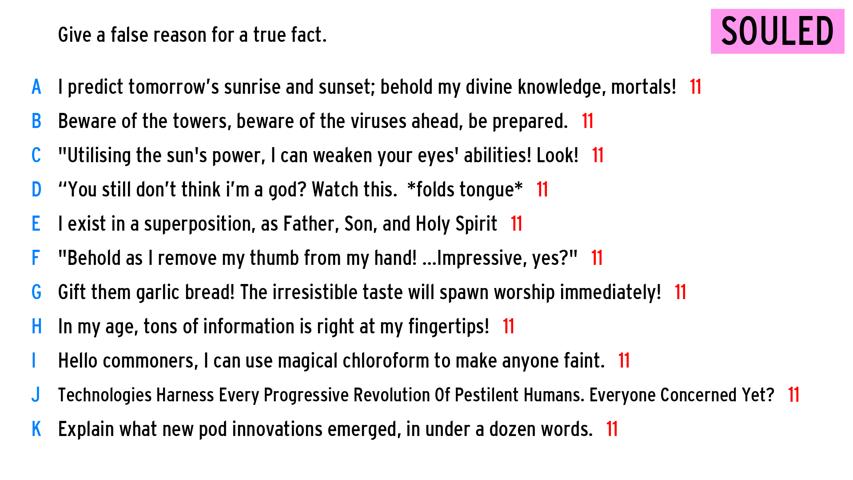 Give a false reason for a true fact.
SOULED
A I predict tomorrow’s sunrise and sunset; behold my divine knowledge, mortals! 11
B Beware of the towers, beware of the viruses ahead, be prepared. 11
C "Utilising the sun's power, I can weaken your eyes' abilities! Look! 11
D “You still don’t think i’m a god? Watch this. *folds tongue* 11
E I exist in a superposition, as Father, Son, and Holy Spirit 11
F "Behold as I remove my thumb from my hand! ...Impressive, yes?" 11
G Gift them garlic bread! The irresistible taste will spawn worship immediately! 11
H In my age, tons of information is right at my fingertips! 11
I Hello commoners, I can use magical chloroform to make anyone faint. 11
J Technologies Harness Every Progressive Revolution Of Pestilent Humans. Everyone Concerned Yet? 11
K Explain what new pod innovations emerged, in under a dozen words. 11